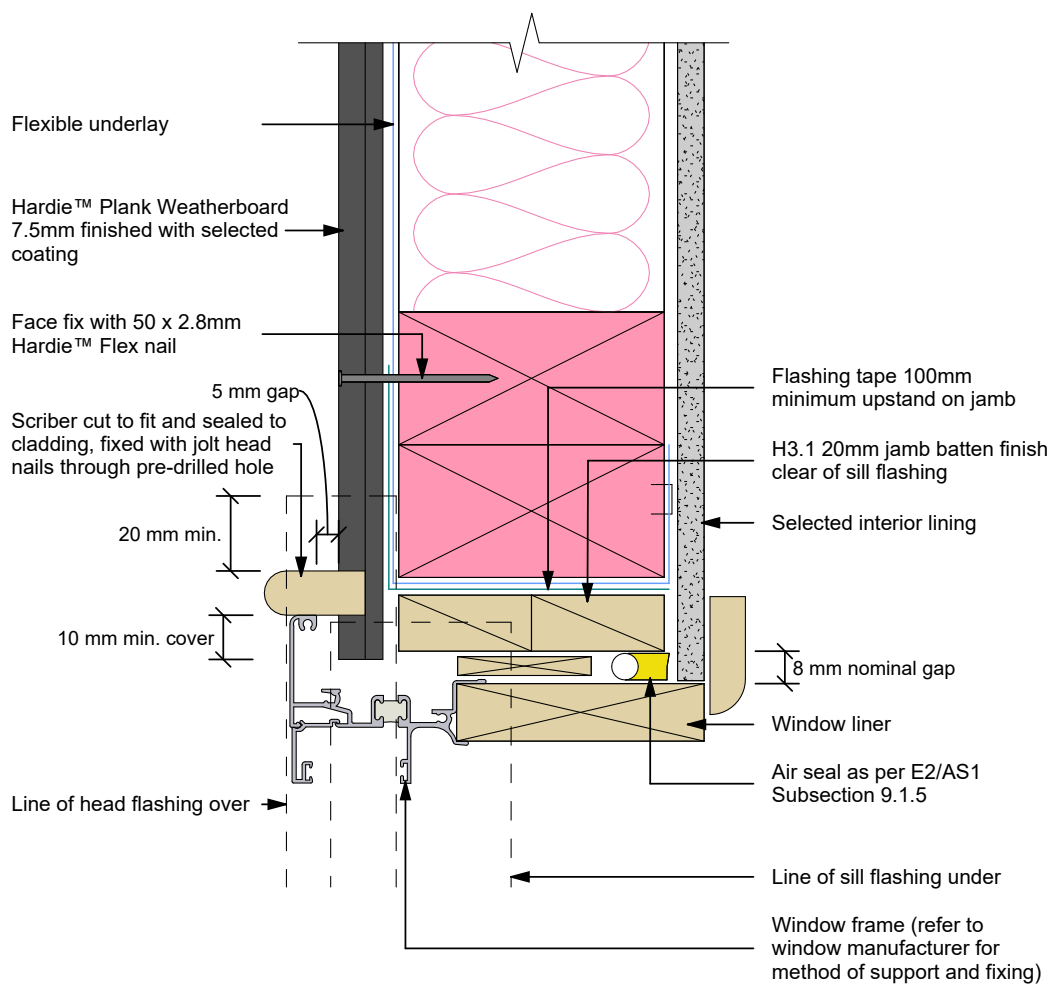 Flexible underlay
Hardie™ Plank Weatherboard
7.5mm finished with selected
coating
Face fix with 50 x 2.8mm
Hardie™ Flex nail
5 mm gap
Scriber cut to fit and sealed to
cladding, fixed with jolt head
nails through pre-drilled hole
20 mm min.
10 mm min. cover
Line of head flashing over
Flashing tape 100mm
minimum upstand on jamb
H3.1 20mm jamb batten finish
clear of sill flashing
Selected interior lining
8 mm nominal gap
Window liner
Air seal as per E2/AS1
Subsection 9.1.5
Line of sill flashing under
Window frame (refer to
window manufacturer for
method of support and fixing)